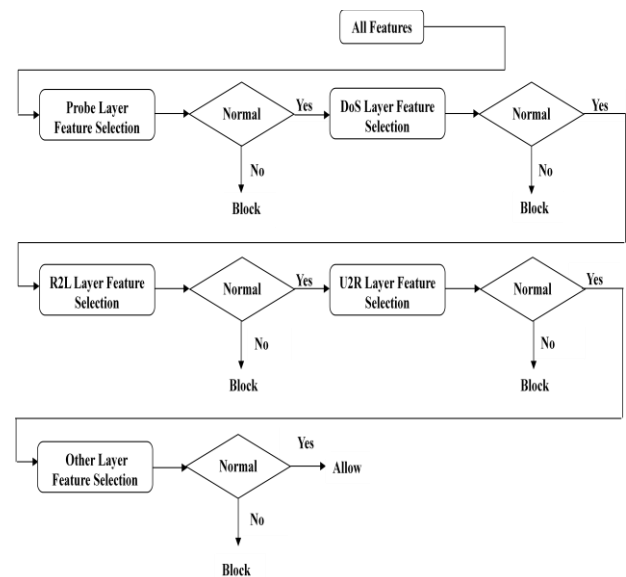 All Features
Probe Layer
Feature Selection
Normal
Yes
DoS Layer Feature
Selection
Normal
Yes
No
Block
No
Block
R2L Layer Feature
Selection
Normal
Yes
U2R Layer Feature
Selection
Normal
Yes
No
Block
No
Block
Other Layer
Feature Selection
Normal
Yes
Allow
No
Block